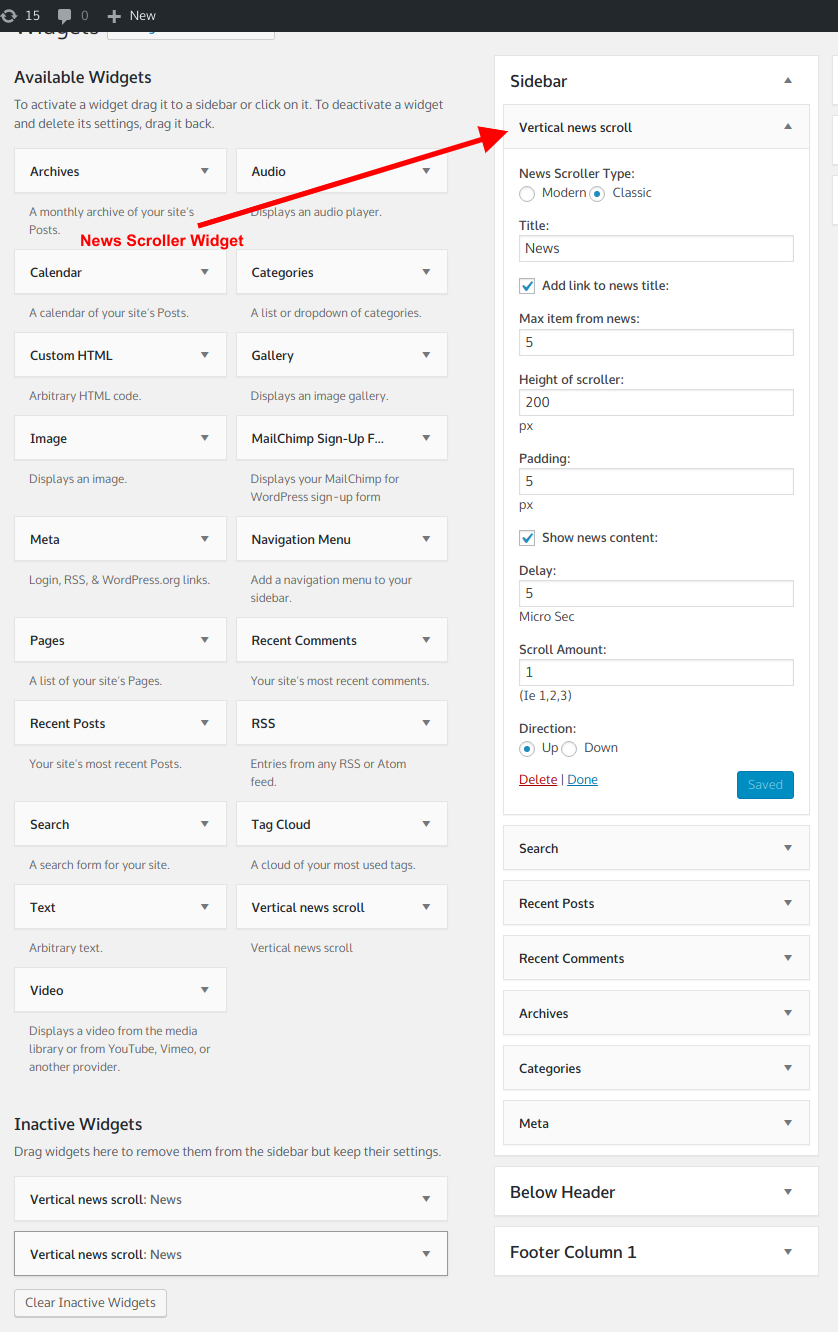 15 0 New
Widgets
Available Widgets
To activate a widget drag it to a sidebar or click on it. To deactivate a widget
and delete its settings, drag it back.
Archives
A monthly archive of your site's
Posts.
Audio
Displays an audio player.
News Scroller Widget
Calendar
A calendar of your site's Posts.
Categories
A list or dropdown of categories.
Custom HTML
Arbitrary HTML code.
Gallery
Displays an image gallery.
Image
Displays an image.
MailChimp Sign-Up F...
Displays your MailChimp for
WordPress sign-up form
Meta
Login, RSS, & WordPress.org links.
Navigation Menu
Add a navigation menu to your
sidebar.
Pages
A list of your site's Pages.
Recent Comments
Your site's most recent comments.
Recent Posts
Your site's most recent Posts.
RSS
Entries from any RSS or Atom
feed.
Search
A search form for your site.
Tag Cloud
A cloud of your most used tags.
Text
Arbitrary text.
Vertical news scroll
Vertical news scroll
Video
Displays a video from the media
library or from YouTube, Vimeo, or
another provider.
Inactive Widgets
Drag widgets here to remove them from the sidebar but keep their settings.
Vertical news scroll: News
Vertical news scroll: News
Clear Inactive Widgets
Sidebar
Vertical news scroll
News Scroller Type:
Modern Classic
Title:
News
Add link to news title:
Max item from news:
5
Height of scroller:
200
px
Padding:
5
px
Show news content:
Delay:
5
Micro Sec
Scroll Amount:
1
(Ie 1,2,3)
Direction:
Up Down
Delete | Done
Saved
Search
Recent Posts
Recent Comments
Archives
Categories
Meta
Below Header
Footer Column 1